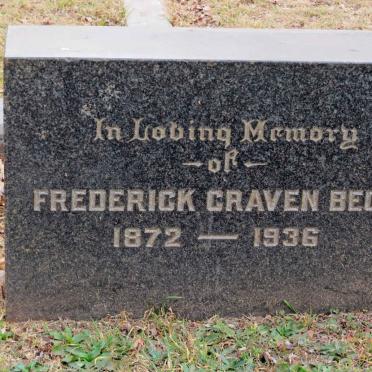 In Loving Memory
of
FREDERICK CRAVEN
1872 — 1936